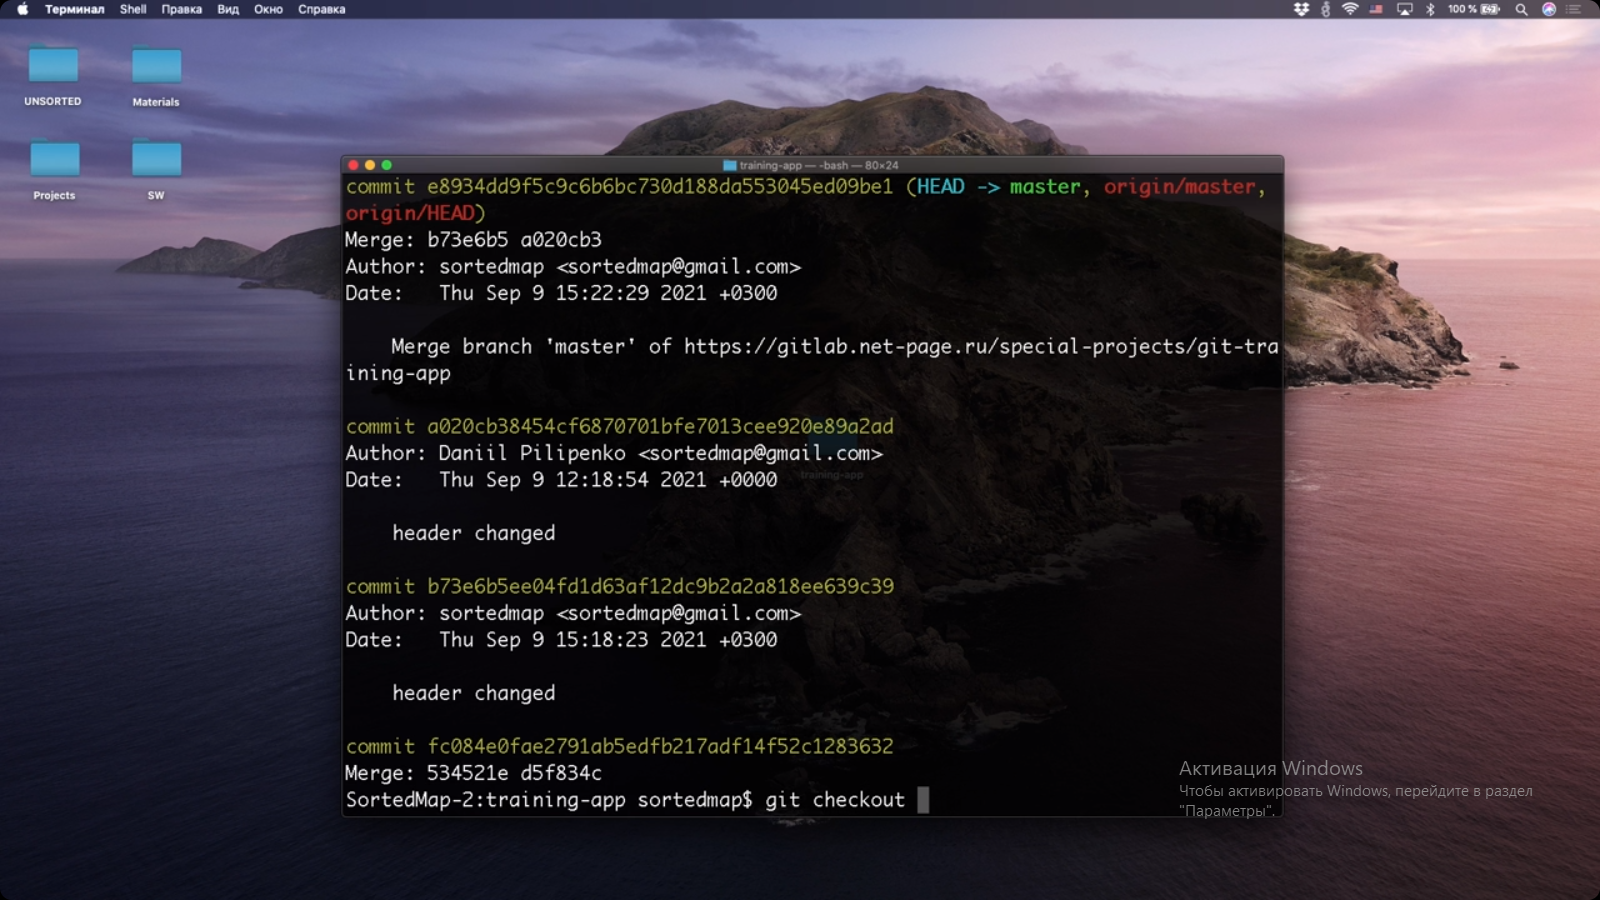 Терминал Shell Правка Вид Окно Справка
100 %
UNSORTED
Materials
Projects
SW
training-app — -bash — 80×24
commit e8934dd9f5c9c6b6bc730d188da553045ed09be1 (HEAD -> master, origin/master,
origin/HEAD)
Merge: b73e6b5 a020cb3
Author: sortedmap <sortedmap@gmail.com>
Date:   Thu Sep 9 15:22:29 2021 +0300
Merge branch 'master' of https://gitlab.net-page.ru/special-projects/git-tra
ining-app
commit a020cb38454cf6870701bfe7013cee920e89a2ad
Author: Daniil Pilipenko <sortedmap@gmail.com>
Date:   Thu Sep 9 12:18:54 2021 +0000
training-app
header changed
commit b73e6b5ee04fd1d63af12dc9b2a2a818ee639c39
Author: sortedmap <sortedmap@gmail.com>
Date:   Thu Sep 9 15:18:23 2021 +0300
header changed
commit fc084e0fae2791ab5edfb217adf14f52c1283632
Merge: 534521e d5f834c
SortedMap-2:training-app sortedmap$ git checkout
Активация Windows
Чтобы активировать Windows, перейдите в раздел
"Параметры".